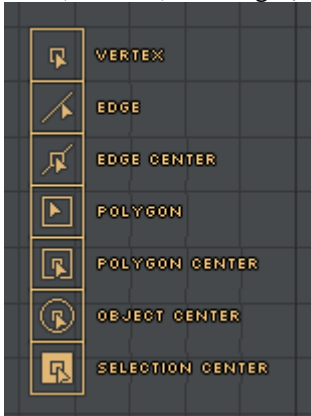 VERTEX
EDGE
EDGE CENTER
POLYGON
POLYGON CENTER
OBJECT CENTER
SELECTION CENTER